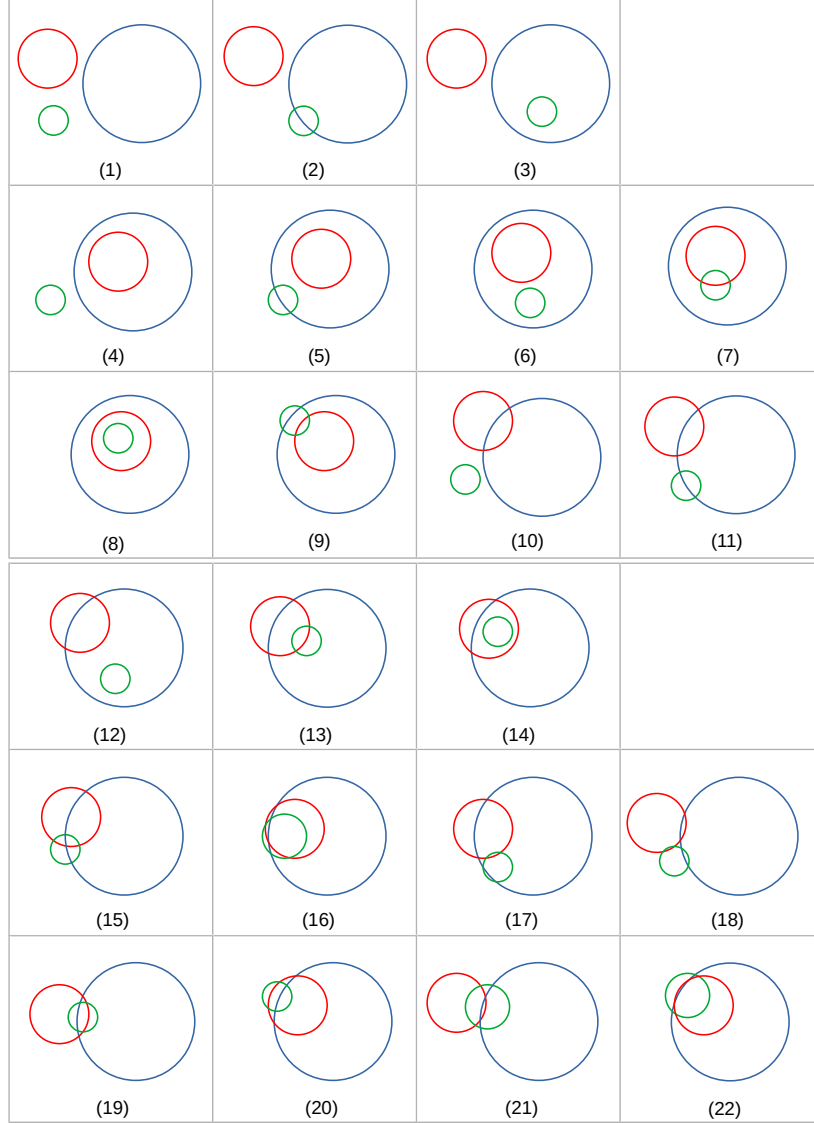 (1) (2) (3)
(4) (5) (6) (7)
(8) (9) (10) (11)
(12) (13) (14)
(15) (16) (17) (18)
(19) (20) (21) (22)